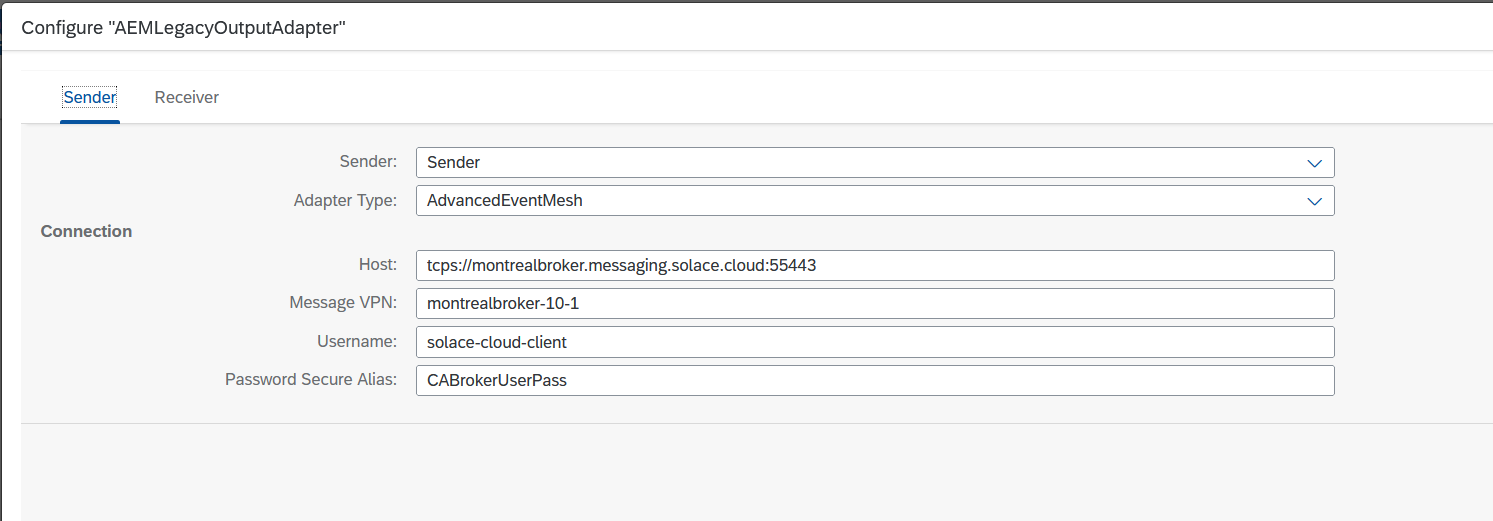 Configure "AEMLegacyOutputAdapter"
Sender Receiver
Sender: Sender
Adapter Type: AdvancedEventMesh
Connection
Host: tcps://montrealbroker.messaging.solace.cloud:55443
Message VPN: montrealbroker-10-1
Username: solace-cloud-client
Password Secure Alias: CABrokerUserPass